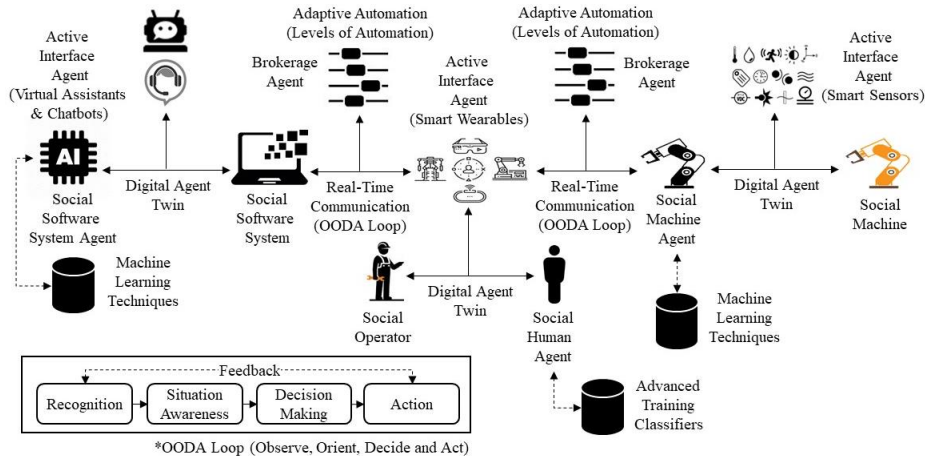 Adaptive Automation
(Levels of Automation)
Adaptive Automation
(Levels of Automation)
Active
Interface
Agent
(Virtual Assistants
& Chatbots)
Brokerage
Agent
Active
Interface
Agent
(Smart Wearables)
Brokerage
Agent
Active
Interface
Agent
(Smart Sensors)
AI
Social
Software
System Agent
Digital Agent
Twin
Social
Software
System
Real-Time
Communication
(OODA Loop)
Real-Time
Communication
(OODA Loop)
Social
Machine
Agent
Digital Agent
Twin
Social
Machine
Machine
Learning
Techniques
Social
Operator
Digital Agent
Twin
Social
Human
Agent
Machine
Learning
Techniques
Advanced
Training
Classifiers
Feedback
Recognition
Situation
Awareness
Decision
Making
Action
*OODA Loop (Observe, Orient, Decide and Act)